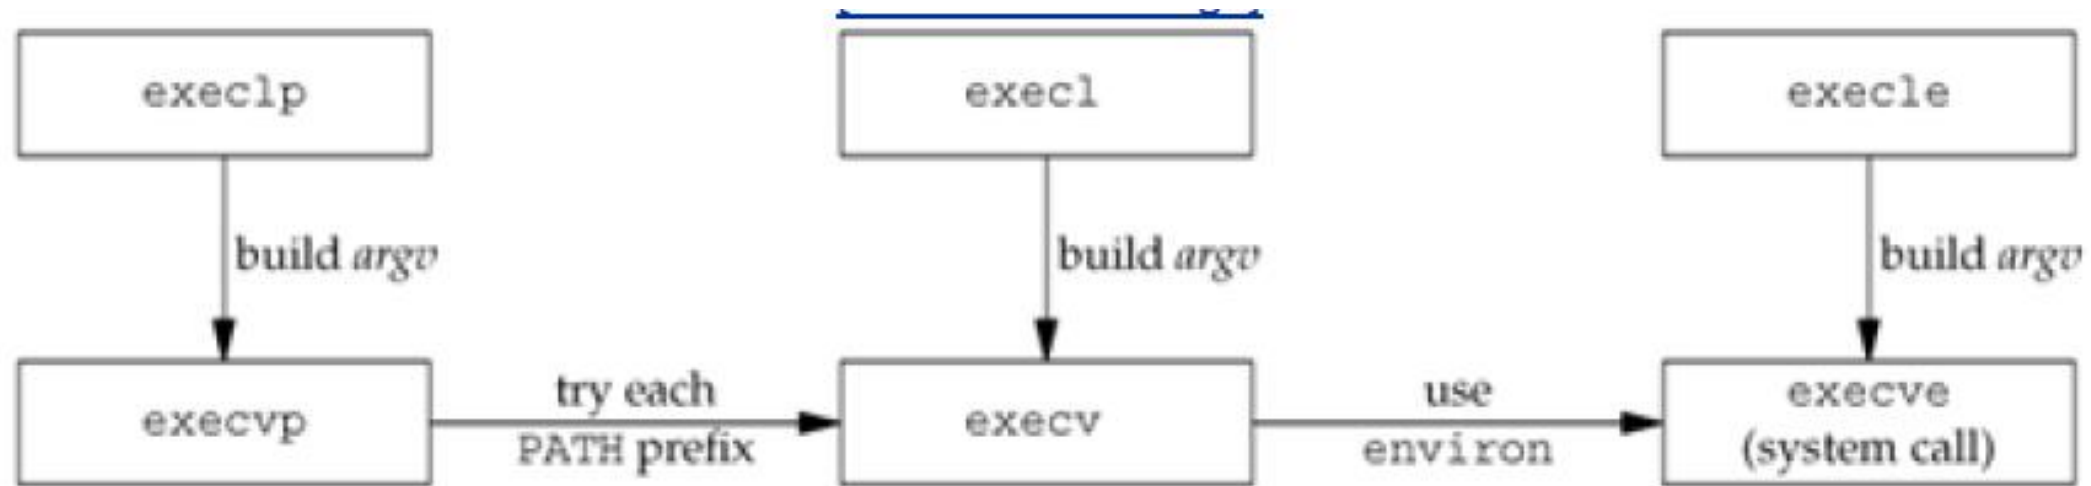 execlp
execl
execle
build argv
build argv
build argv
execvp
try each
PATH prefix
execv
use
environ
execve
(system call)